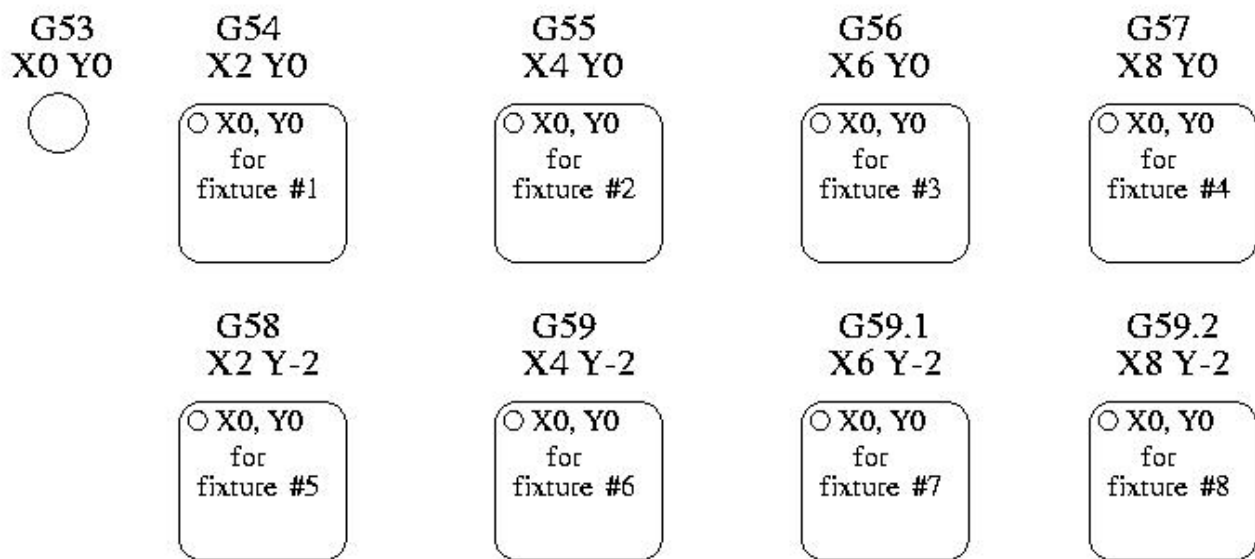 G53 G54 G55 G56 G57
X0 Y0 X2 Y0 X4 Y0 X6 Y0 X8 Y0
X0, Y0 X0, Y0 X0, Y0 X0, Y0
for for for for
fixture #1 fixture #2 fixture #3 fixture #4
G58 G59 G59.1 G59.2
X2 Y-2 X4 Y-2 X6 Y-2 X8 Y-2
X0, Y0 X0, Y0 X0, Y0 X0, Y0
for for for for
fixture #5 fixture #6 fixture #7 fixture #8